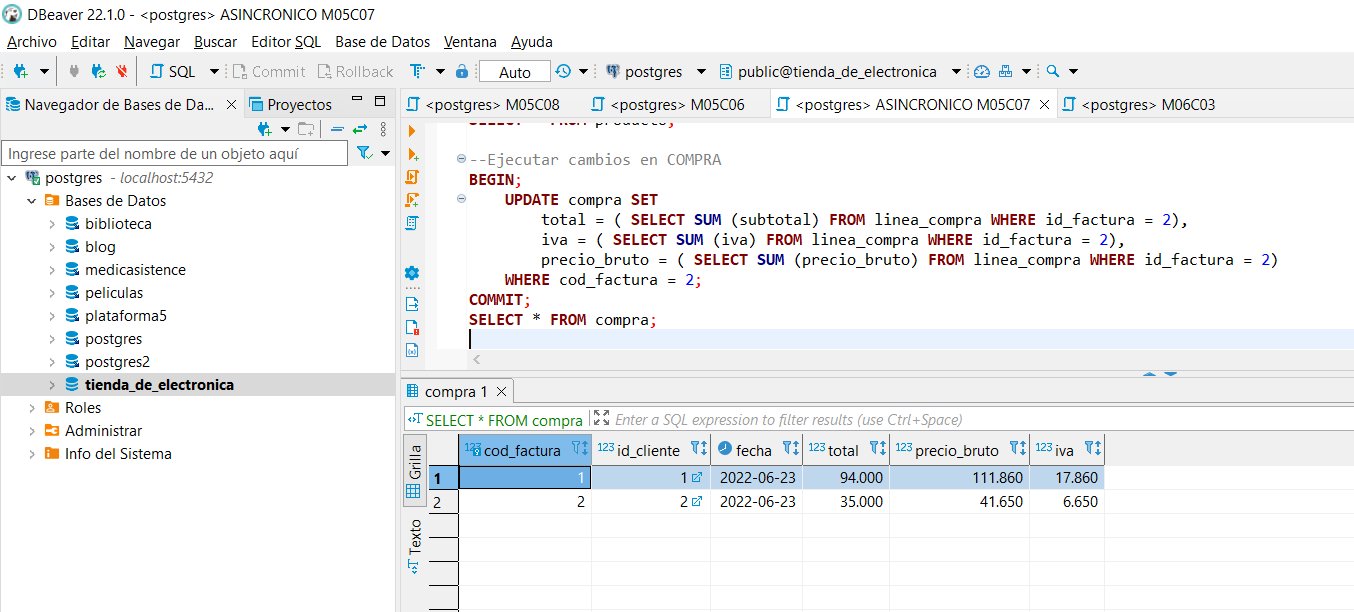 DBeaver 22.1.0 - <postgres> ASINCRONICO M05C07
Archivo Editar Navegar Buscar Editor SQL Base de Datos Ventana Ayuda
SQL Commit Rollback Auto postgres public@tienda_de_electronica
Navegador de Bases de Da... Proyectos
Ingrese parte del nombre de un objeto aquí
postgres - localhost:5432
Bases de Datos
biblioteca
blog
medicasistence
peliculas
plataforma5
postgres
postgres2
tienda_de_electronica
Roles
Administrar
Info del Sistema
<postgres> M05C08 <postgres> M05C06 <postgres> ASINCRONICO M05C07 <postgres> M06C03
SELECT * FROM producto;
--Ejecutar cambios en COMPRA
BEGIN;
UPDATE compra SET
total = ( SELECT SUM (subtotal) FROM linea_compra WHERE id_factura = 2),
iva = ( SELECT SUM (iva) FROM linea_compra WHERE id_factura = 2),
precio_bruto = ( SELECT SUM (precio_bruto) FROM linea_compra WHERE id_factura = 2)
WHERE cod_factura = 2;
COMMIT;
SELECT * FROM compra;
compra 1
SELECT * FROM compra Enter a SQL expression to filter results (use Ctrl+Space)
Grilla
Texto
123 cod_factura 123 id_cliente fecha 123 total 123 precio_bruto 123 iva
1 1 1 2022-06-23 94.000 111.860 17.860
2 2 2 2022-06-23 35.000 41.650 6.650